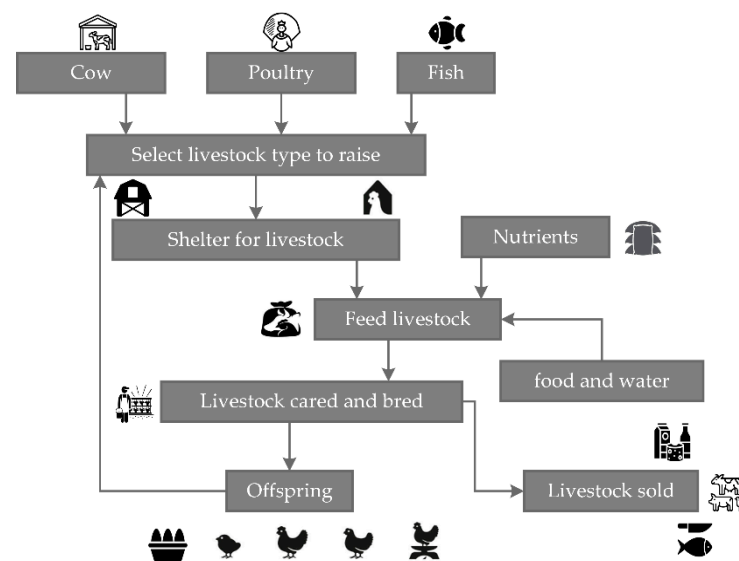 Cow
Poultry
Fish
Select livestock type to raise
Shelter for livestock
Nutrients
Feed livestock
food and water
Livestock cared and bred
Offspring
Livestock sold